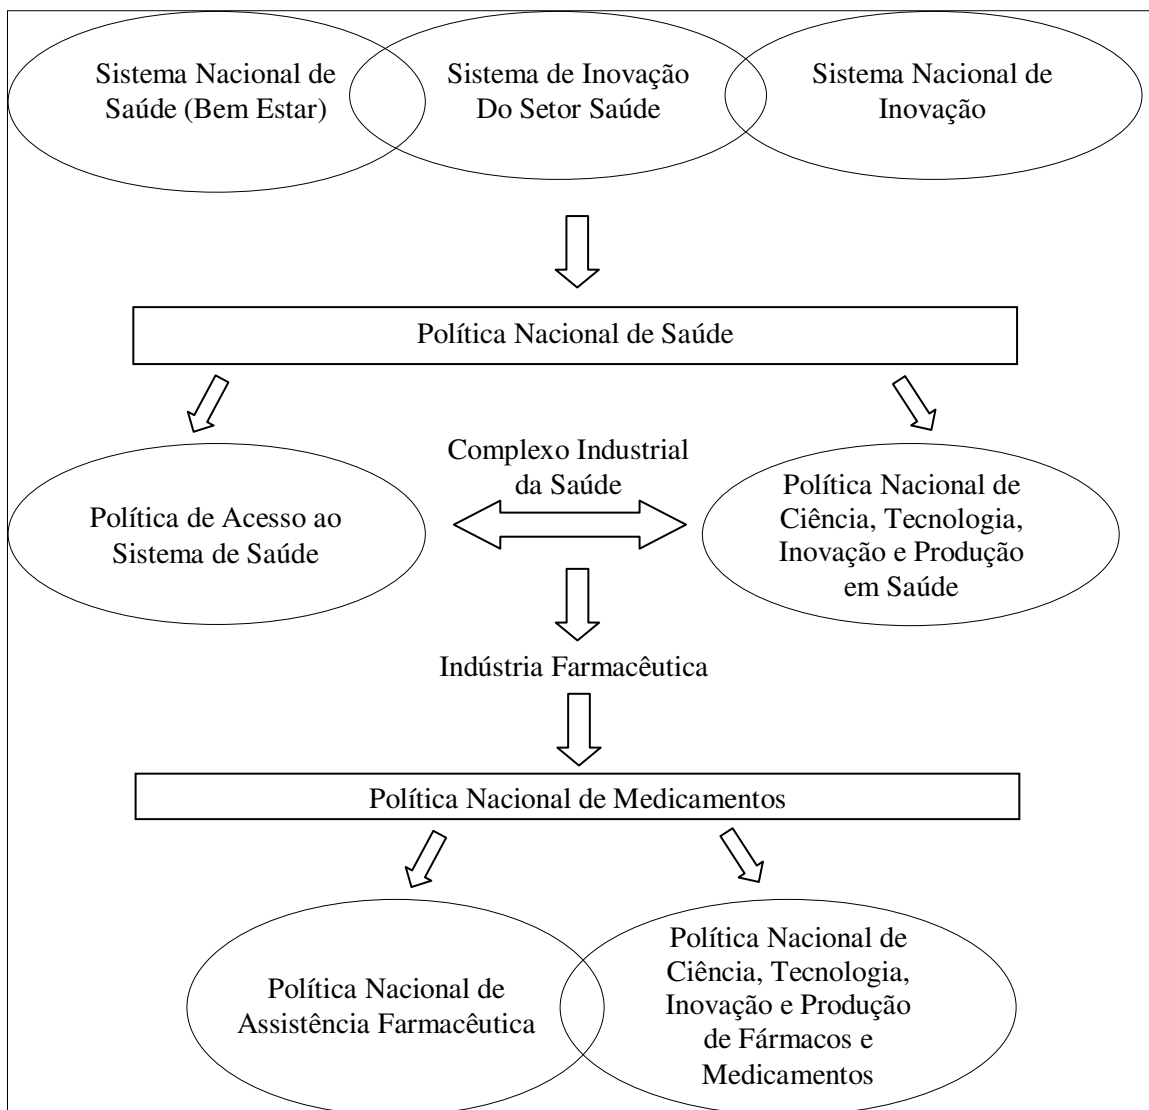 Sistema Nacional de
Saúde (Bem Estar)
Sistema de Inovação
Do Setor Saúde
Sistema Nacional de
Inovação
Política Nacional de Saúde
Complexo Industrial
da Saúde
Política de Acesso ao
Sistema de Saúde
Política Nacional de
Ciência, Tecnologia,
Inovação e Produção
em Saúde
Indústria Farmacêutica
Política Nacional de Medicamentos
Política Nacional de
Assistência Farmacêutica
Política Nacional de
Ciência, Tecnologia,
Inovação e Produção
de Fármacos e
Medicamentos